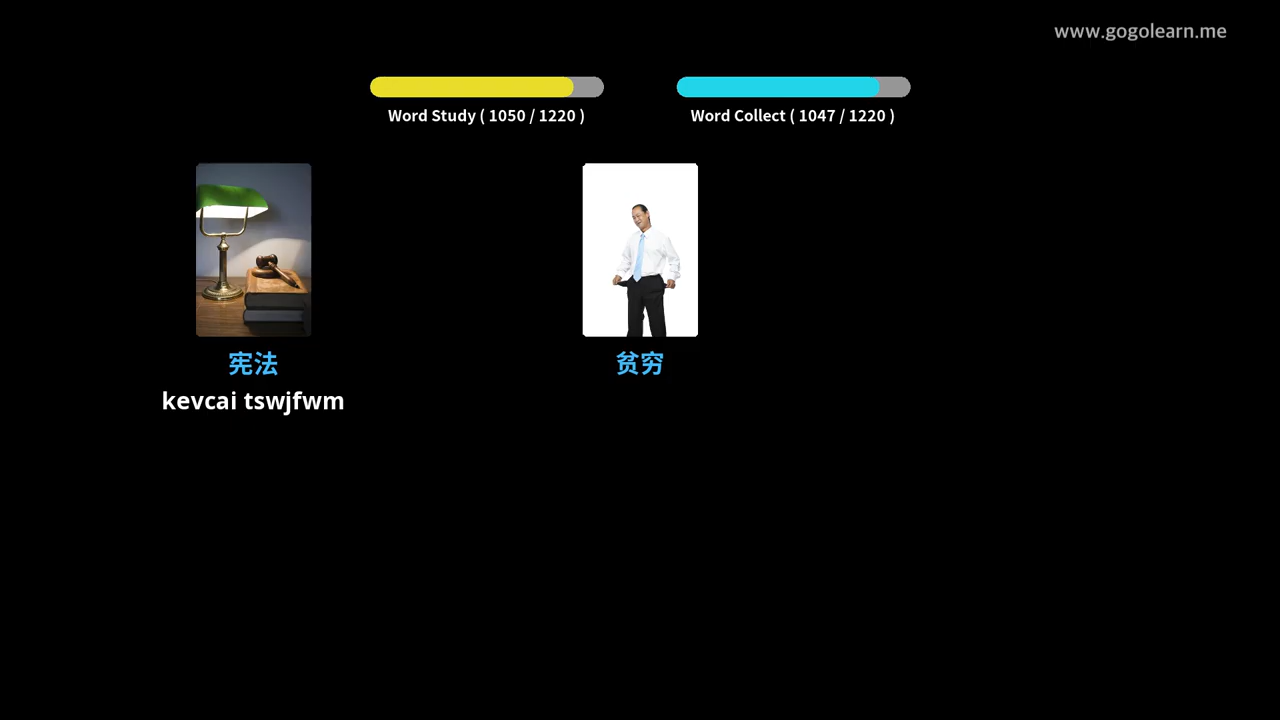 www.gogolearn.me
Word Study ( 1050 / 1220 )
Word Collect ( 1047 / 1220 )
宪法
贫穷
kevcai tswjfwm